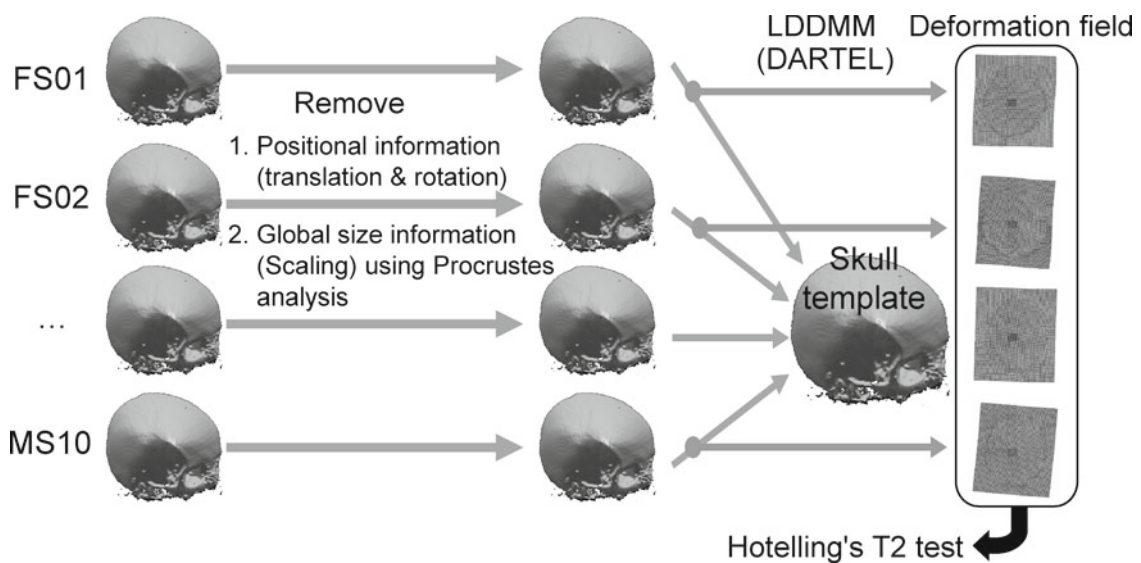 LDDMM
(DARTEL)
Deformation field
FS01
Remove
1. Positional information
(translation & rotation)
FS02
2. Global size information
(Scaling) using Procrustes
analysis
Skull
template
...
MS10
Hotelling's T2 test